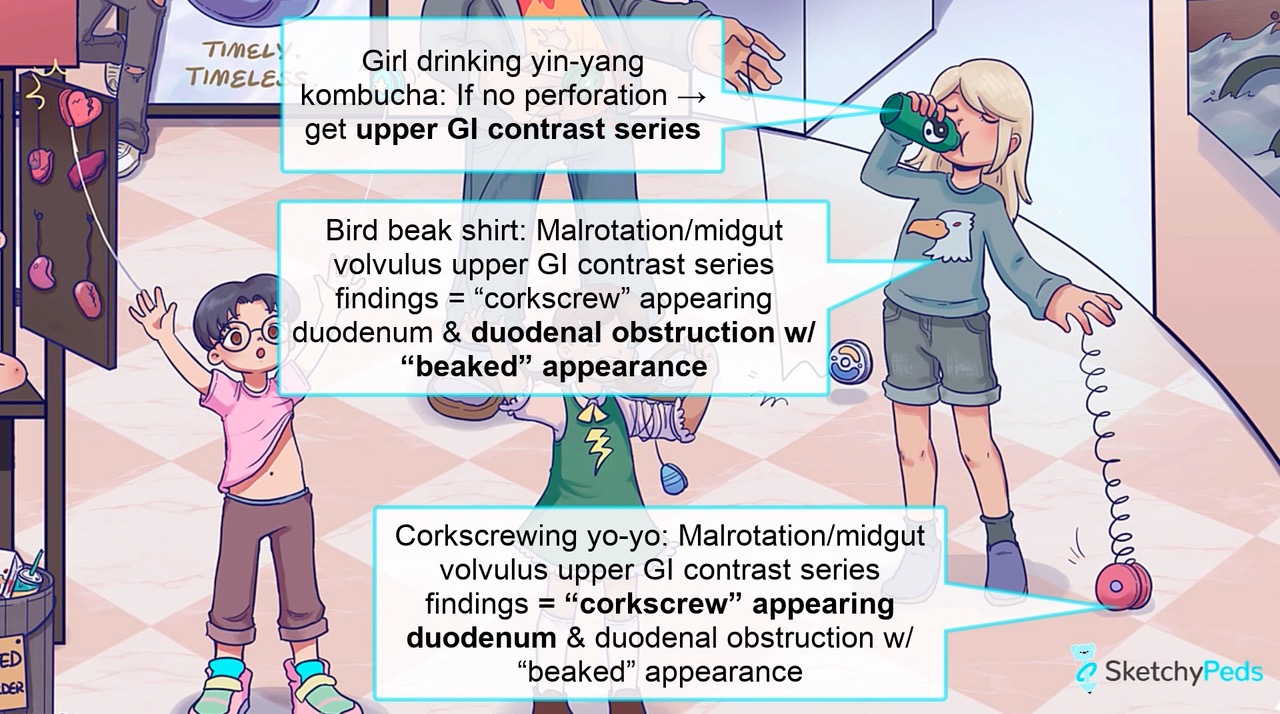 TIMELY.
TIMELESS
Girl drinking yin-yang
kombucha: If no perforation →
get upper GI contrast series
Bird beak shirt: Malrotation/midgut
volvulus upper GI contrast series
findings = “corkscrew” appearing
duodenum & duodenal obstruction w/
“beaked” appearance
Corkscrewing yo-yo: Malrotation/midgut
volvulus upper GI contrast series
findings = “corkscrew” appearing
duodenum & duodenal obstruction w/
“beaked” appearance
ED
DER
SketchyPeds